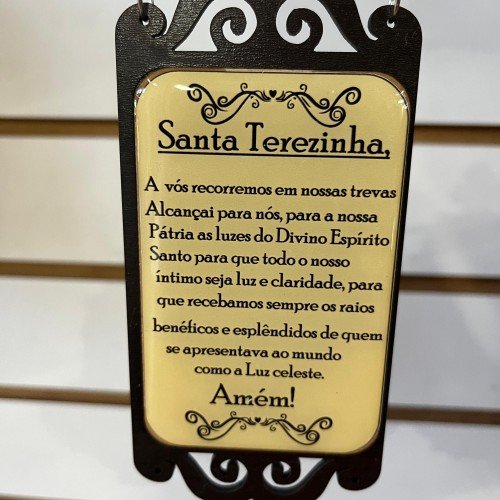 Santa Terezinha,
A vós recorremos em nossas trevas
Alcançai para nós, para a nossa
Pátria as luzes do Divino Espírito
Santo para que todo o nosso
íntimo seja luz e claridade, para
que recebamos sempre os raios
benéficos e esplêndidos de quem
se apresentava ao mundo
como a Luz celeste.
Amém!